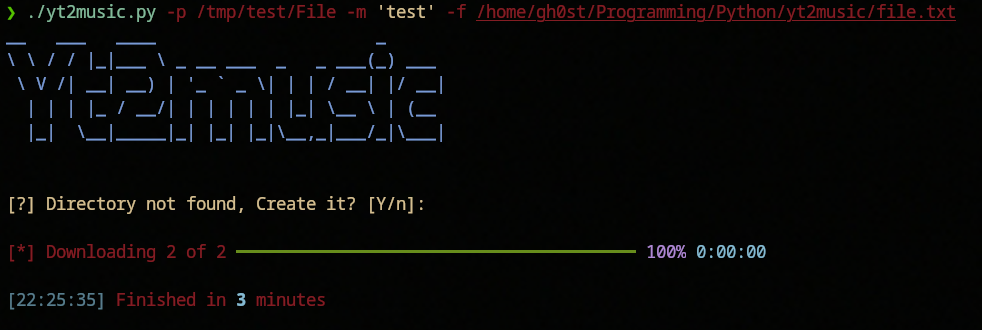 ❯ ./yt2music.py -p /tmp/test/File -m 'test' -f /home/gh0st/Programming/Python/yt2music/file.txt
Yt2music
[?] Directory not found, Create it? [Y/n]:
[*] Downloading 2 of 2 100% 0:00:00
[22:25:35] Finished in 3 minutes